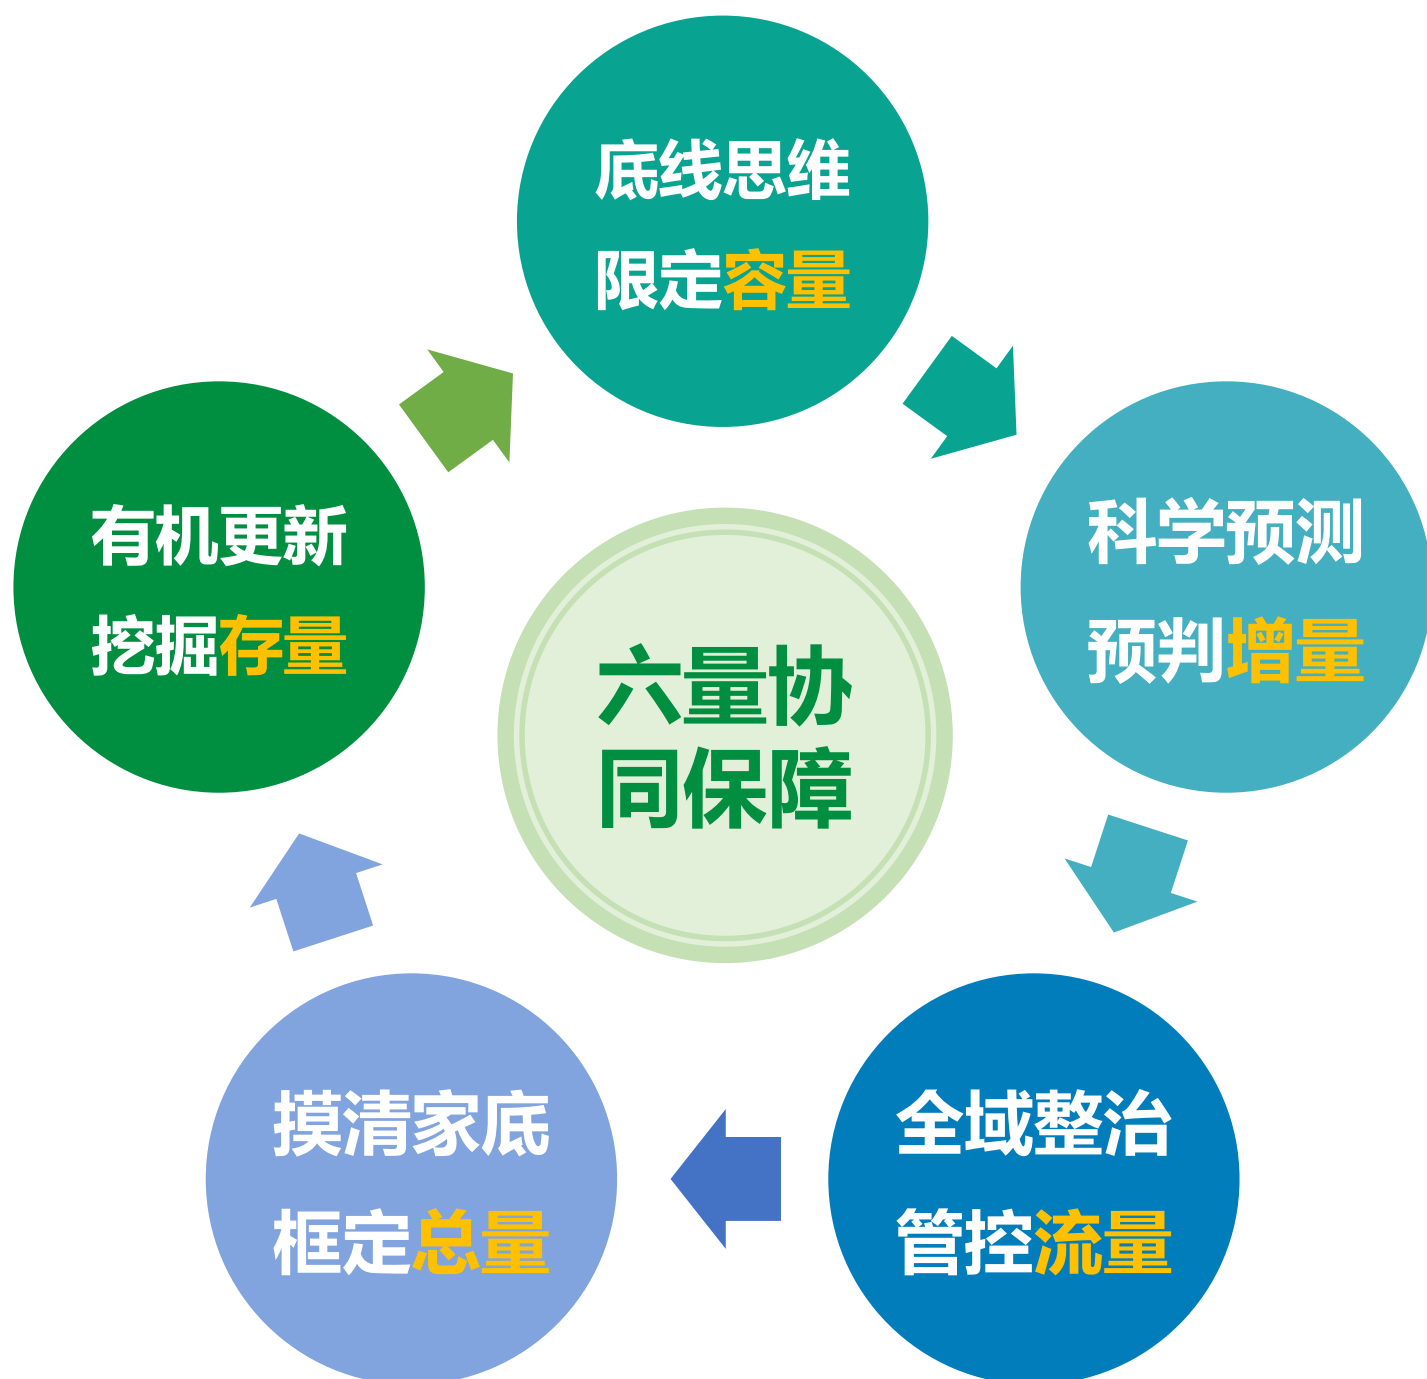 底线思维
限定容量
科学预测
预判增量
全域整治
管控流量
摸清家底
框定总量
有机更新
挖掘存量
六量协
同保障